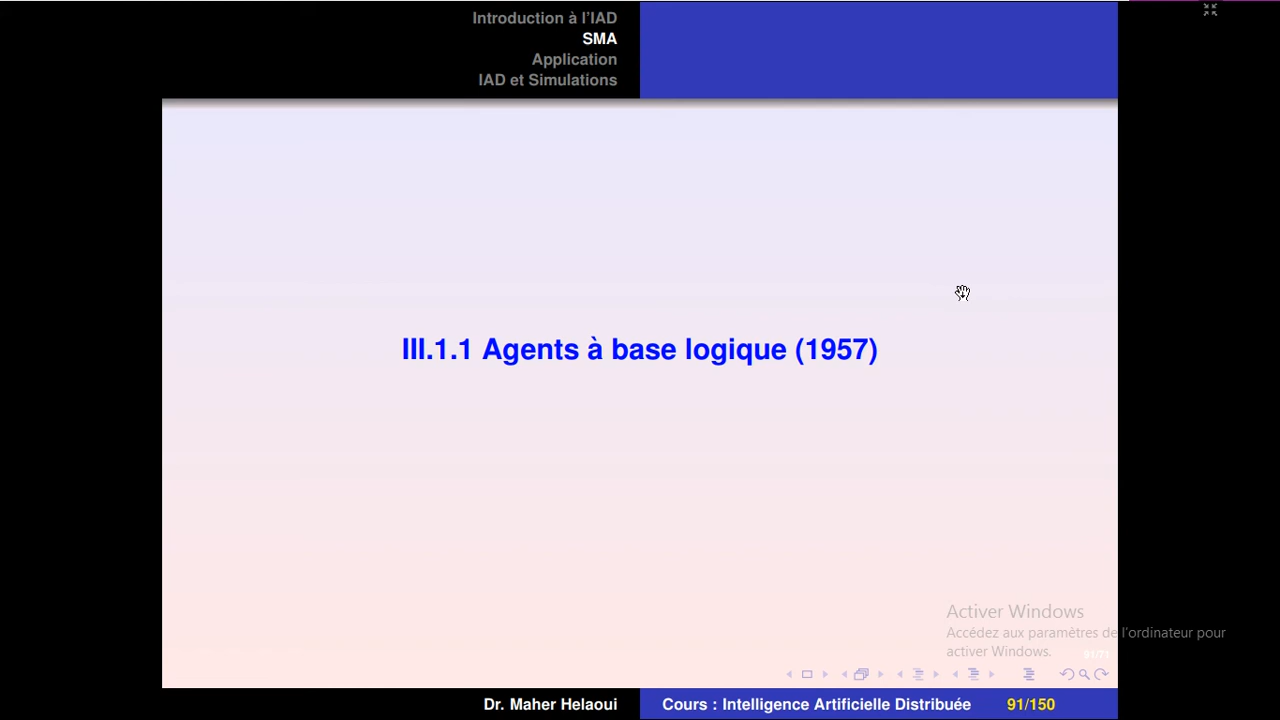 Introduction à l'IAD
SMA
Application
IAD et Simulations
III.1.1 Agents à base logique (1957)
Activer Windows
Accédez aux paramètres de l'ordinateur pour
activer Windows.
Dr. Maher Helaoui
Cours : Intelligence Artificielle Distribuée
91/150